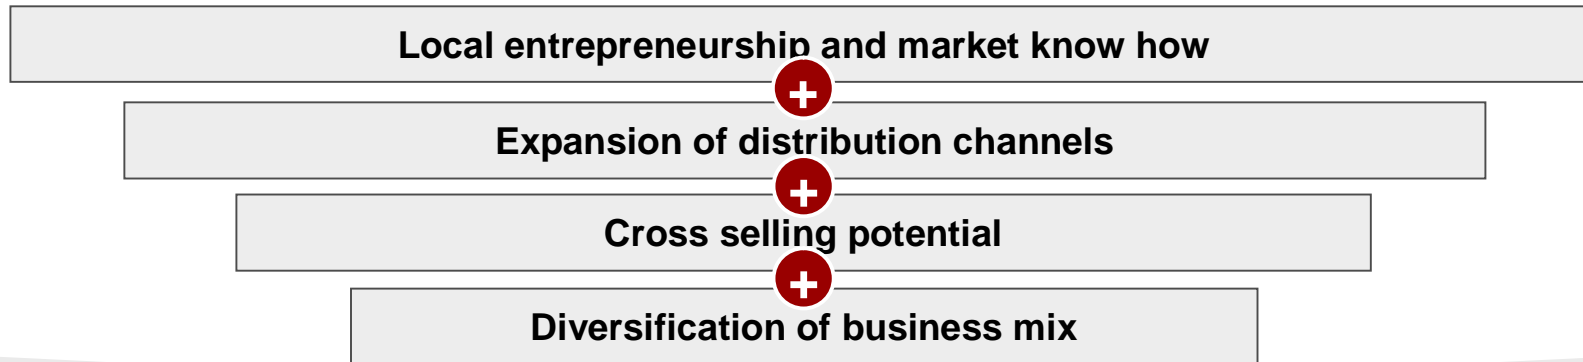 Local entrepreneurship and market know how
+
Expansion of distribution channels
+
Cross selling potential
+
Diversification of business mix